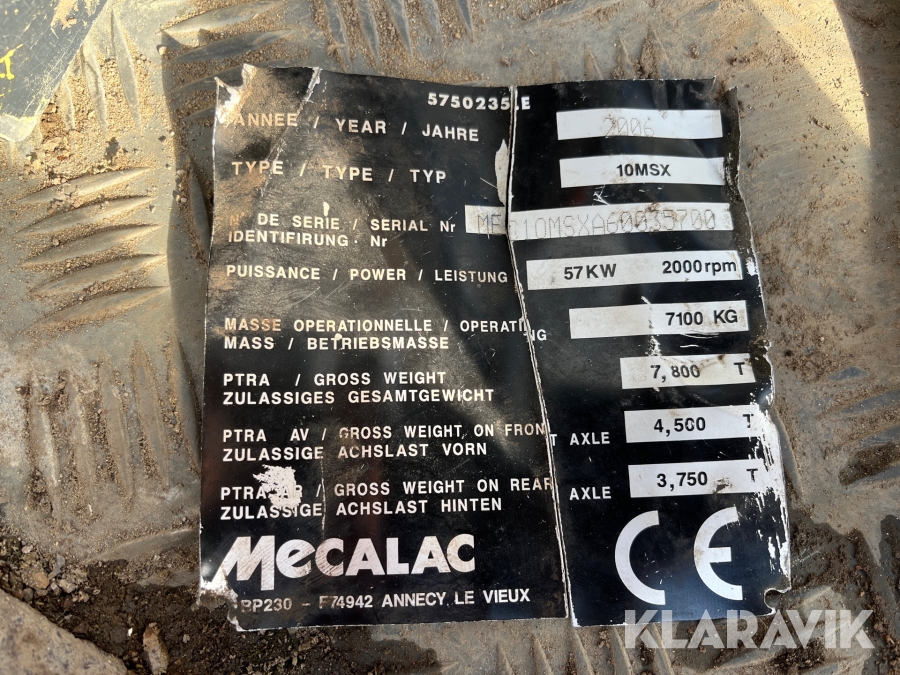 5750235.E
ANNEE / YEAR / JAHRE 2006
TYPE / TYPE / TYP 10MSX
N° DE SERIE / SERIAL Nr
IDENTIFIRUNG · Nr
PUISSANCE / POWER / LEISTUNG 57KW 2000rpm
MASSE OPERATIONNELLE / OPERATING 7100 KG
MASS / BETRIEBSMASSE
PTRA / GROSS WEIGHT 7,800 T
ZULASSIGES GESAMTGEWICHT
PTRA AV / GROSS WEIGHT ON FRONT AXLE 4,500 T
ZULASSIGE ACHSLAST VORN
PTRA AR / GROSS WEIGHT ON REAR AXLE 3,750 T
ZULASSIGE ACHSLAST HINTEN
MECALAC CE
BP230 - F74942 ANNECY LE VIEUX
KLARAVIK